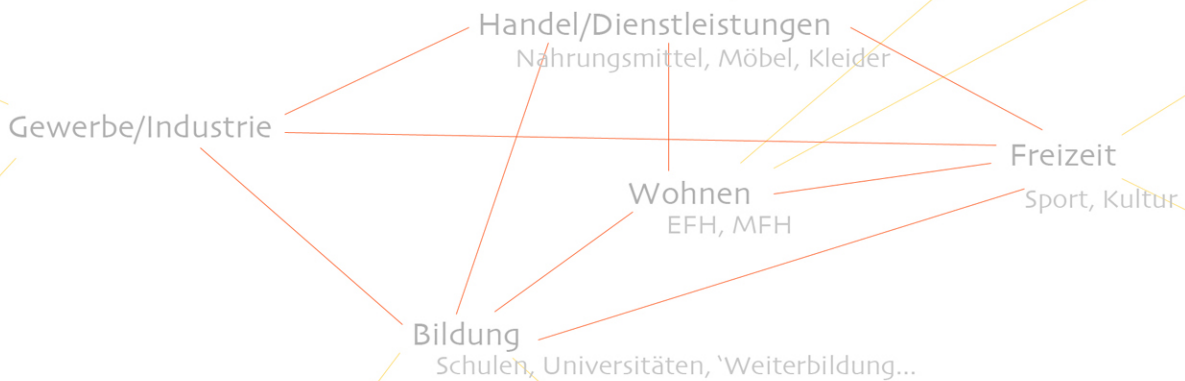 Handel/Dienstleistungen
Nahrungsmittel, Möbel, Kleider
Gewerbe/Industrie
Freizeit
Sport, Kultur
Wohnen
EFH, MFH
Bildung
Schulen, Universitäten, ‘Weiterbildung...